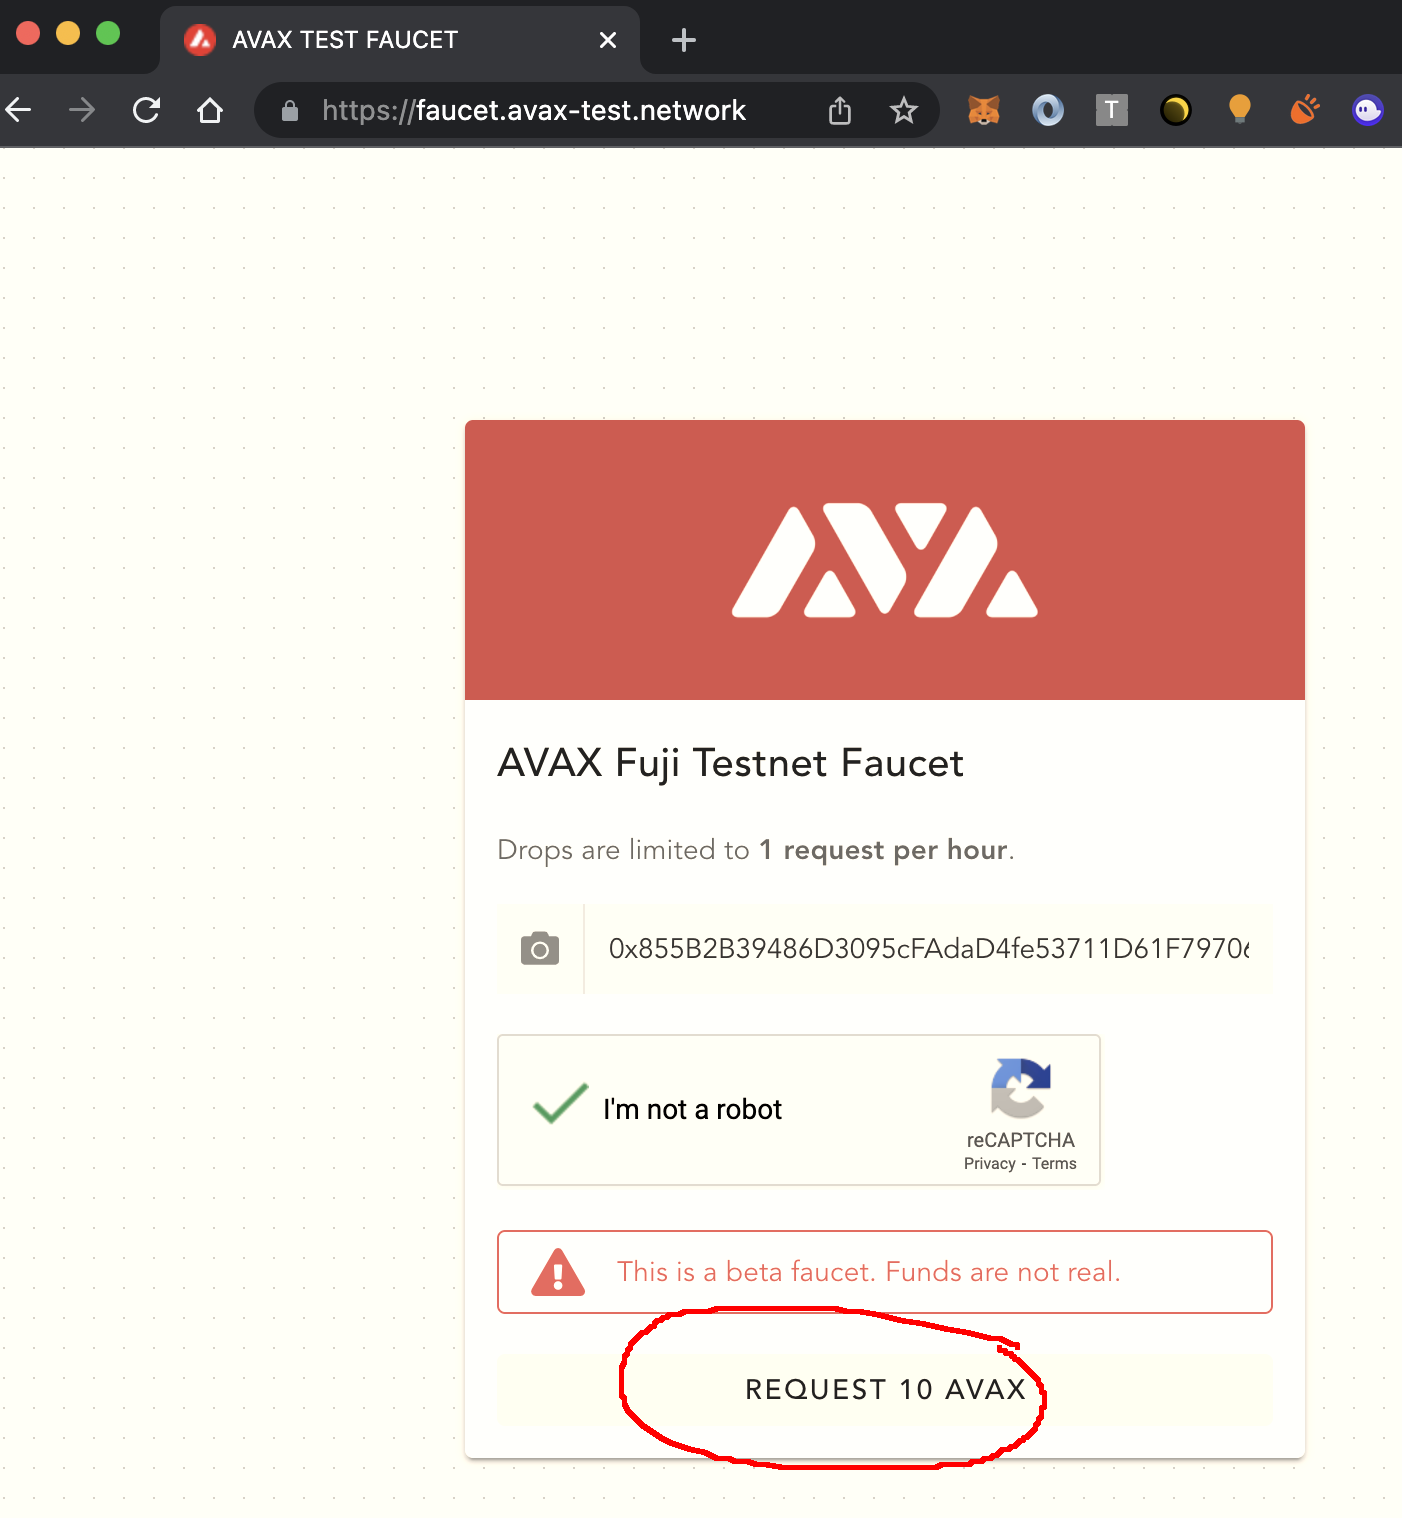 AVAX TEST FAUCET
https://faucet.avax-test.network
T
AVAX Fuji Testnet Faucet
Drops are limited to 1 request per hour.
0x855B2B39486D3095cFAdaD4fe53711D61F7970
I'm not a robot
reCAPTCHA
Privacy - Terms
This is a beta faucet. Funds are not real.
REQUEST 10 AVAX